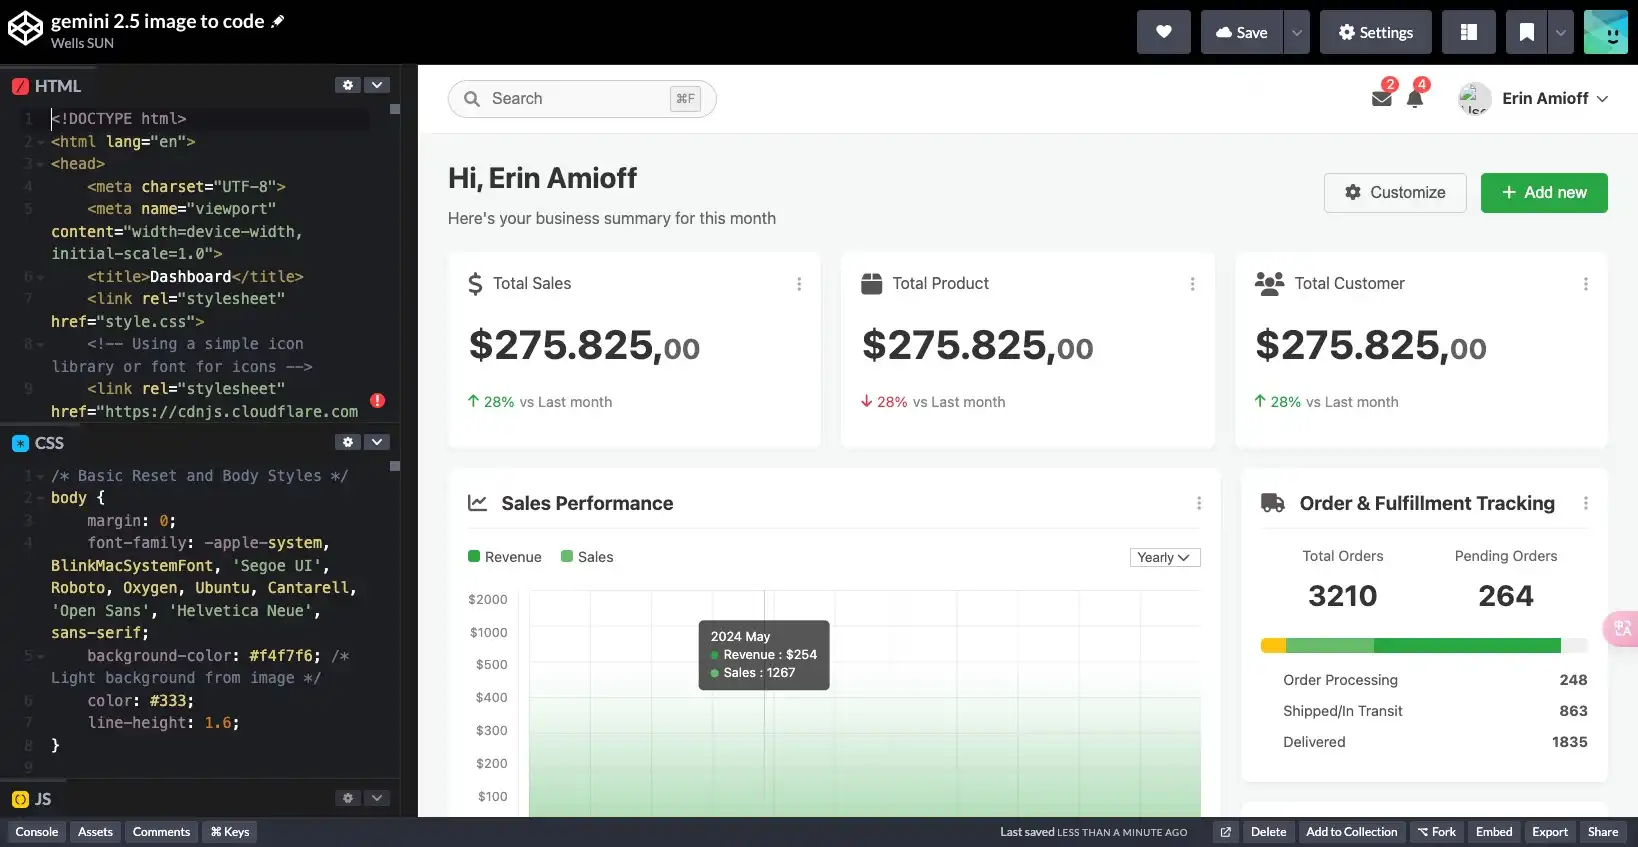 gemini 2.5 image to code
Wells SUN
Save
Settings
HTML
1 <!DOCTYPE html>
2 <html lang="en">
3 <head>
4 <meta charset="UTF-8">
5 <meta name="viewport"
content="width=device-width,
initial-scale=1.0">
6 <title>Dashboard</title>
7 <link rel="stylesheet"
href="style.css">
8 <!-- Using a simple icon
library or font for icons -->
9 <link rel="stylesheet"
href="https://cdnjs.cloudflare.com
CSS
1 /* Basic Reset and Body Styles */
2 body {
3 margin: 0;
4 font-family: -apple-system,
BlinkMacSystemFont, 'Segoe UI',
Roboto, Oxygen, Ubuntu, Cantarell,
'Open Sans', 'Helvetica Neue',
sans-serif;
5 background-color: #f4f7f6; /*
Light background from image */
6 color: #333;
7 line-height: 1.6;
8 }
9
JS
Search ⌘F
2 4
Erin Amioff
Hi, Erin Amioff
Here's your business summary for this month
Customize
+ Add new
$ Total Sales
$275.825,00
↑ 28% vs Last month
Total Product
$275.825,00
↓ 28% vs Last month
Total Customer
$275.825,00
↑ 28% vs Last month
Sales Performance
Revenue Sales
Yearly
$2000
$1000
$500
$400
$300
$200
$100
2024 May
Revenue : $254
Sales : 1267
Order & Fulfillment Tracking
Total Orders Pending Orders
3210 264
Order Processing 248
Shipped/In Transit 863
Delivered 1835
Console Assets Comments ⌘ Keys
Last saved LESS THAN A MINUTE AGO
Delete Add to Collection ⌥ Fork Embed Export Share